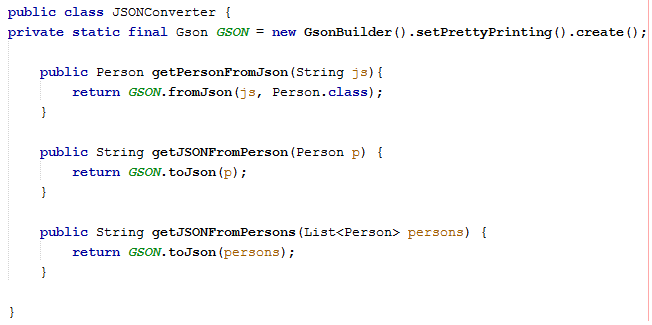 public class JSONConverter {
private static final Gson GSON = new GsonBuilder().setPrettyPrinting().create();
public Person getPersonFromJson(String js){
return GSON.fromJson(js, Person.class);
}
public String getJSONFromPerson(Person p) {
return GSON.toJson(p);
}
public String getJSONFromPersons(List<Person> persons) {
return GSON.toJson(persons);
}
}